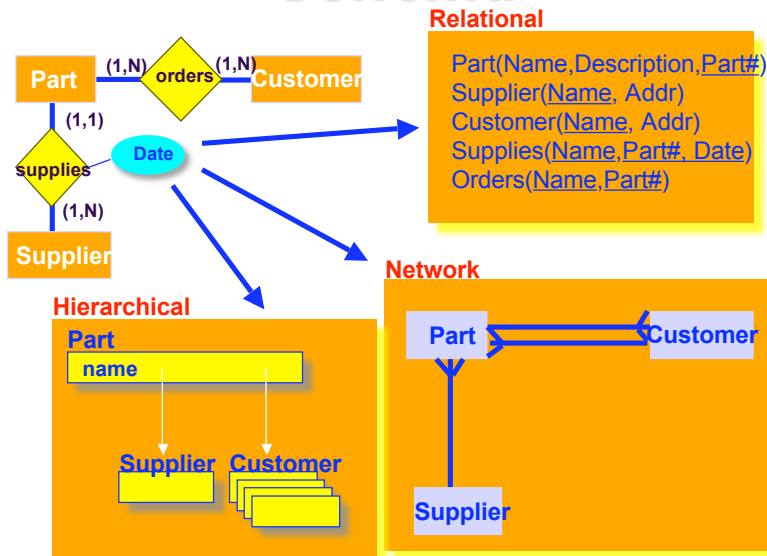 Relational
Part
(1,N)
orders
(1,N)
Customer
(1,1)
supplies
Date
(1,N)
Supplier
Part(Name,Description,Part#)
Supplier(Name, Addr)
Customer(Name, Addr)
Supplies(Name,Part#, Date)
Orders(Name,Part#)
Hierarchical
Part
name
Supplier
Customer
Network
Part
Customer
Supplier